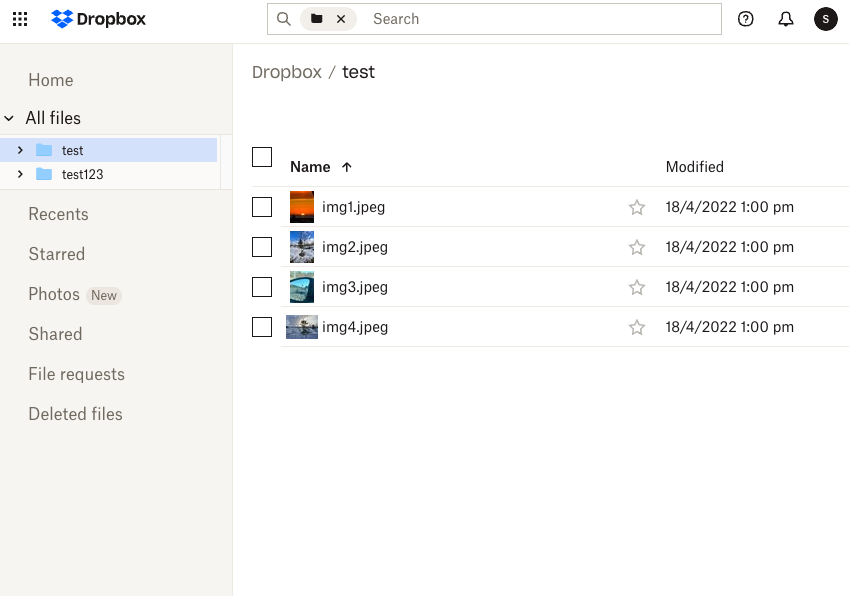 Dropbox
Search
S
Home
All files
test
test123
Recents
Starred
Photos New
Shared
File requests
Deleted files
Dropbox / test
Name Modified
img1.jpeg 18/4/2022 1:00 pm
img2.jpeg 18/4/2022 1:00 pm
img3.jpeg 18/4/2022 1:00 pm
img4.jpeg 18/4/2022 1:00 pm